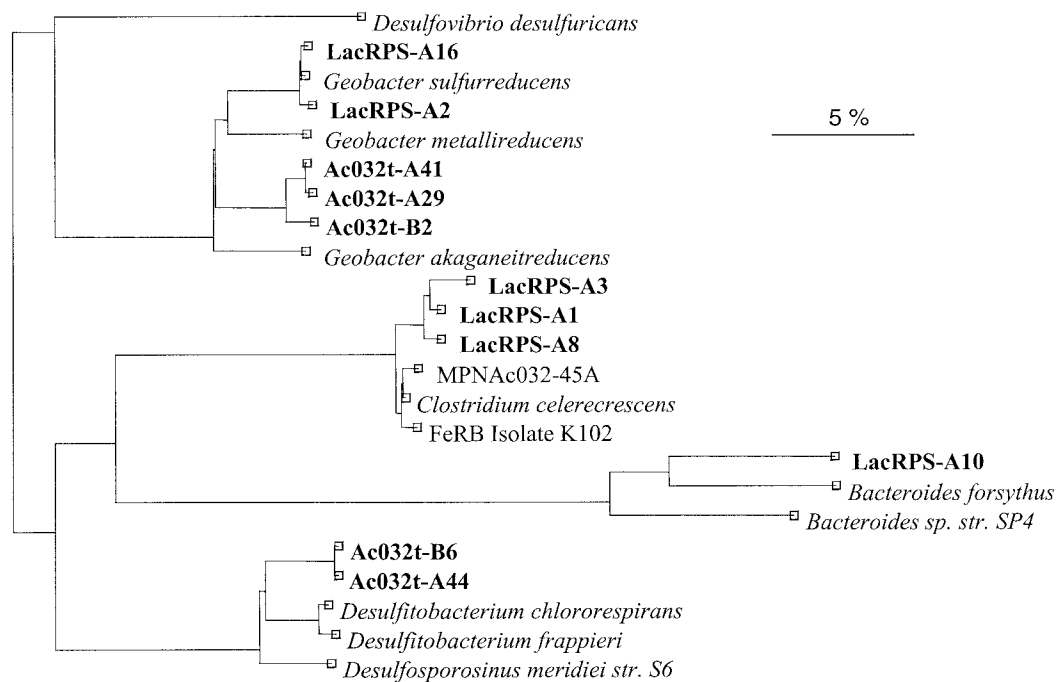 Desulfovibrio desulfuricans
LacRPS-A16
Geobacter sulfurreducens
LacRPS-A2
5 %
Geobacter metallireducens
Ac032t-A41
Ac032t-A29
Ac032t-B2
Geobacter akaganeitreducens
LacRPS-A3
LacRPS-A1
LacRPS-A8
MPNAc032-45A
Clostridium celerecrescens
FeRB Isolate K102
LacRPS-A10
Bacteroides forsythus
Bacteroides sp. str. SP4
Ac032t-B6
Ac032t-A44
Desulfitobacterium chlororespirans
Desulfitobacterium frappieri
Desulfosporosinus meridiei str. S6